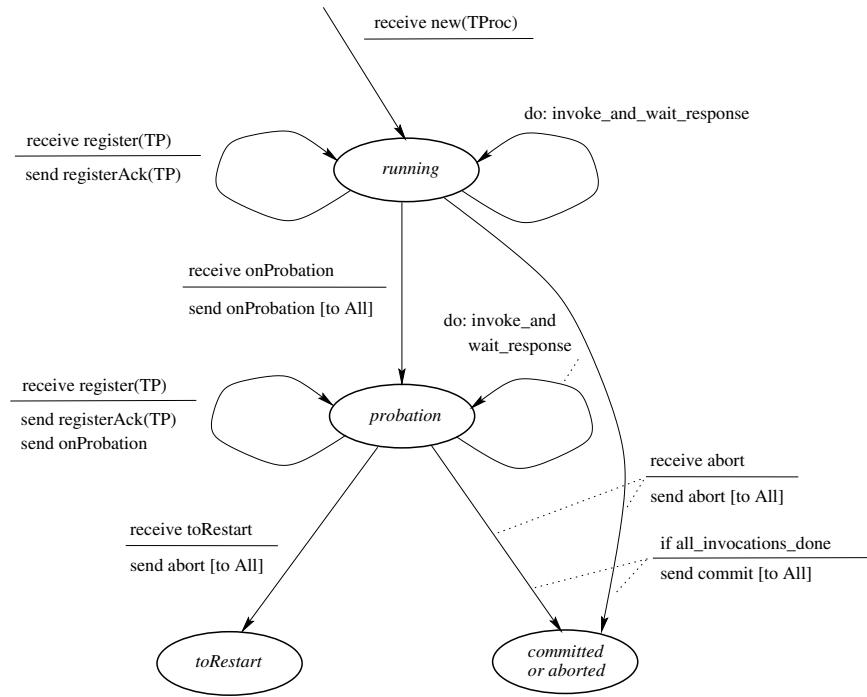 receive new(TProc)
receive register(TP)
send registerAck(TP)
do: invoke_and_wait_response
running
receive onProbation
send onProbation [to All]
do: invoke_and
wait_response
receive register(TP)
send registerAck(TP)
send onProbation
probation
receive abort
send abort [to All]
receive toRestart
send abort [to All]
if all_invocations_done
send commit [to All]
toRestart
committed
or aborted